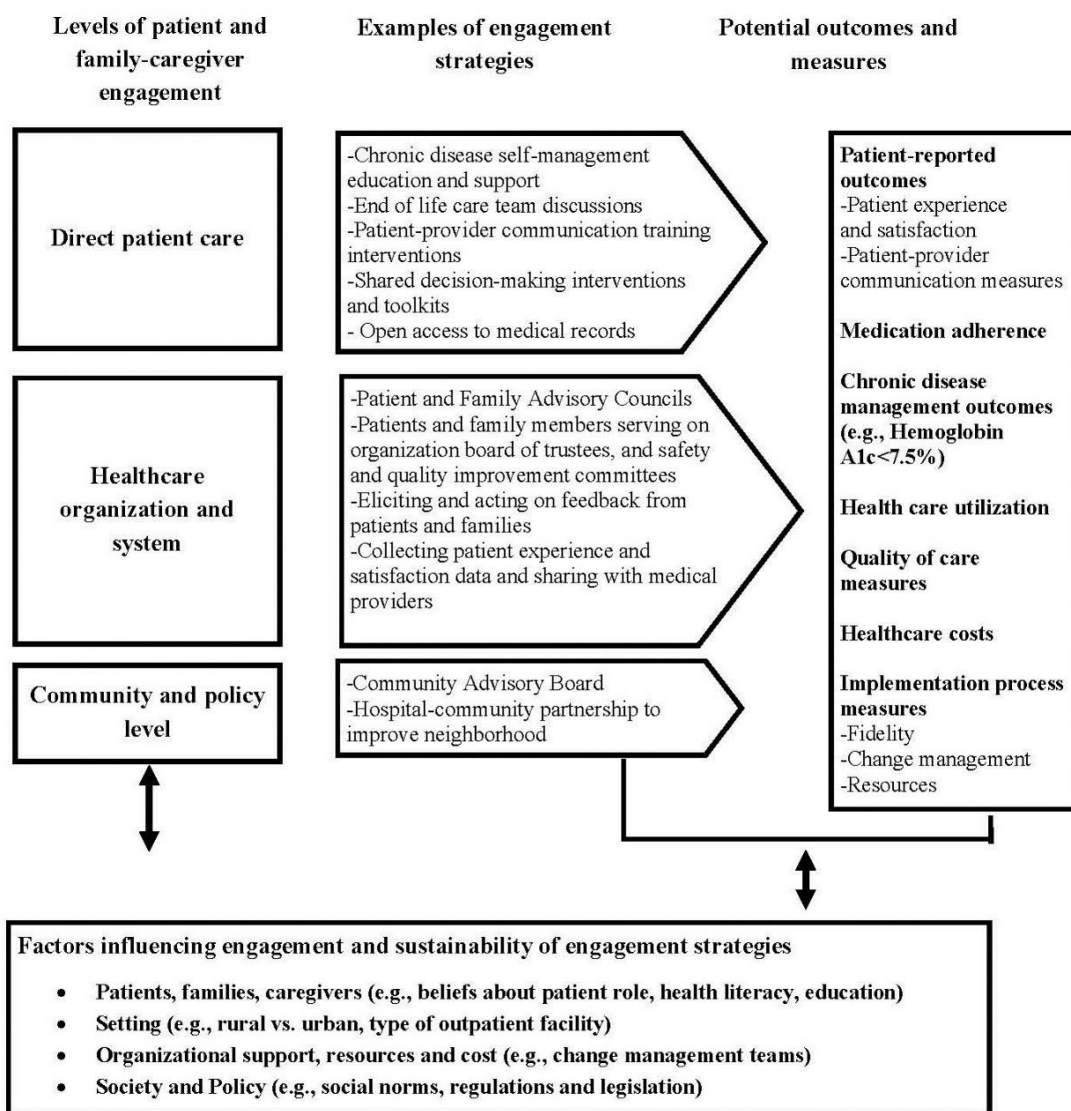 Levels of patient and
family-caregiver
engagement
Examples of engagement
strategies
Potential outcomes and
measures
Direct patient care
-Chronic disease self-management
education and support
-End of life care team discussions
-Patient-provider communication training
interventions
-Shared decision-making interventions
and toolkits
- Open access to medical records
Healthcare
organization and
system
-Patient and Family Advisory Councils
-Patients and family members serving on
organization board of trustees, and safety
and quality improvement committees
-Eliciting and acting on feedback from
patients and families
-Collecting patient experience and
satisfaction data and sharing with medical
providers
Community and policy
level
-Community Advisory Board
-Hospital-community partnership to
improve neighborhood
Patient-reported
outcomes
-Patient experience
and satisfaction
-Patient-provider
communication measures
Medication adherence
Chronic disease
management outcomes
(e.g., Hemoglobin
A1c<7.5%)
Health care utilization
Quality of care
measures
Healthcare costs
Implementation process
measures
-Fidelity
-Change management
-Resources
Factors influencing engagement and sustainability of engagement strategies
• Patients, families, caregivers (e.g., beliefs about patient role, health literacy, education)
• Setting (e.g., rural vs. urban, type of outpatient facility)
• Organizational support, resources and cost (e.g., change management teams)
• Society and Policy (e.g., social norms, regulations and legislation)